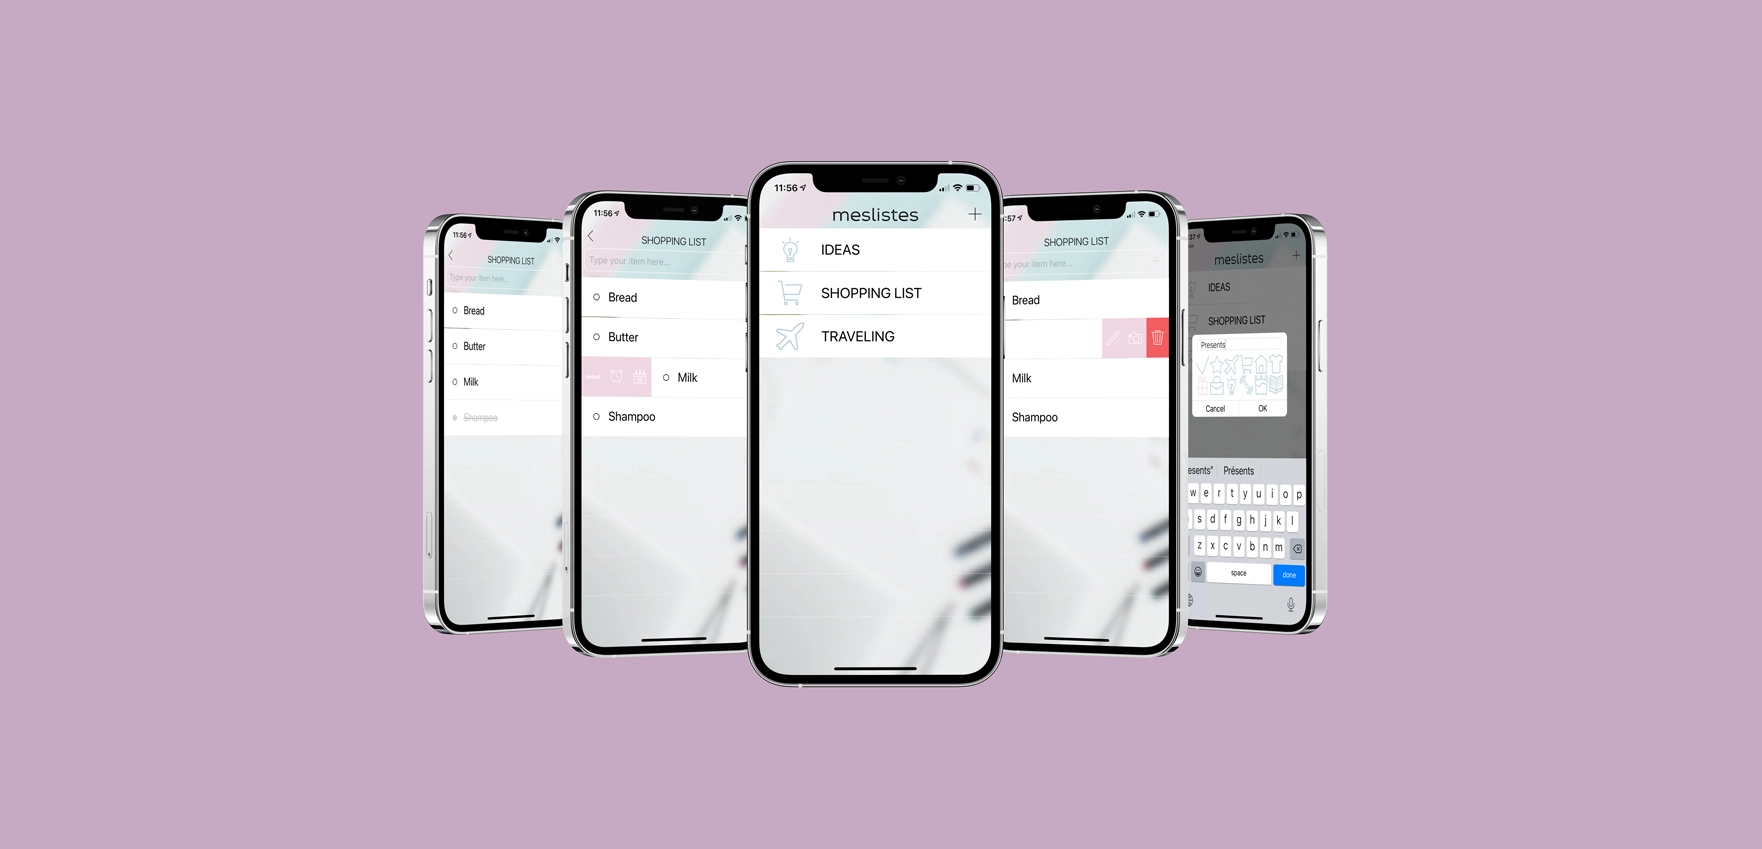 11:56
SHOPPING LIST
Type your item here...
Bread
Butter
Milk
Shampoo
11:56
SHOPPING LIST
Type your item here...
Bread
Butter
Milk
Shampoo
11:56
meslistes
IDEAS
SHOPPING LIST
TRAVELING
:57
SHOPPING LIST
pe your item here...
Bread
Milk
Shampoo
37
meslistes
IDEAS
SHOPPING LIST
Presents
Cancel OK
esents" Présents
w e r t y u i o p
s d f g h j k l
z x c v b n m
space done